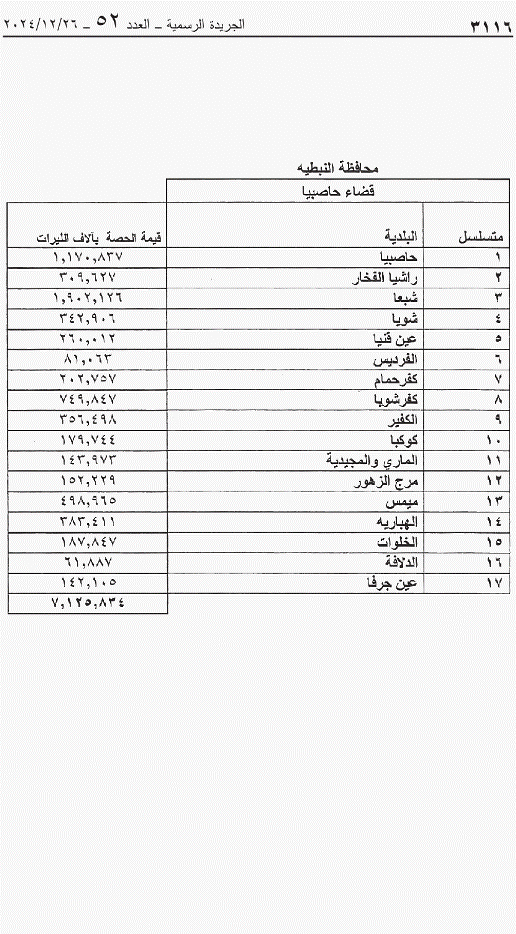 ٣١١٦ الجريدة الرسمية ـ العدد ٥٢ ـ ٢٠٢٤/١٢/٢٦
محافظة النبطيه
قضاء حاصبيا
متسلسل البلدية قيمة الحصة بآلاف الليرات
١ حاصبيا ١,١٧٠,٨٣٧
٢ راشيا الفخار ٣٠٩,٦٢٧
٣ شبعا ١,٩٠٢,١٢٦
٤ شويا ٣٤٢,٩٠٦
٥ عين قنيا ٢٦٠,٠١٢
٦ الفرديس ٨١,٠٦٣
٧ كفرحمام ٢٠٢,٧٥٧
٨ كفرشوبا ٧٤٩,٨٤٧
٩ الكفير ٣٥٦,٤٩٨
١٠ كوكبا ١٧٩,٧٤٤
١١ الماري والمجيدية ١٤٣,٩٧٣
١٢ مرج الزهور ١٥٢,٢٢٩
١٣ ميمس ٤٩٨,٩٦٥
١٤ الهباريه ٣٨٣,٤١١
١٥ الخلوات ١٨٧,٨٤٧
١٦ الدلافة ٦١,٨٨٧
١٧ عين جرفا ١٤٢,١٠٥
٧,١٢٥,٨٣٤